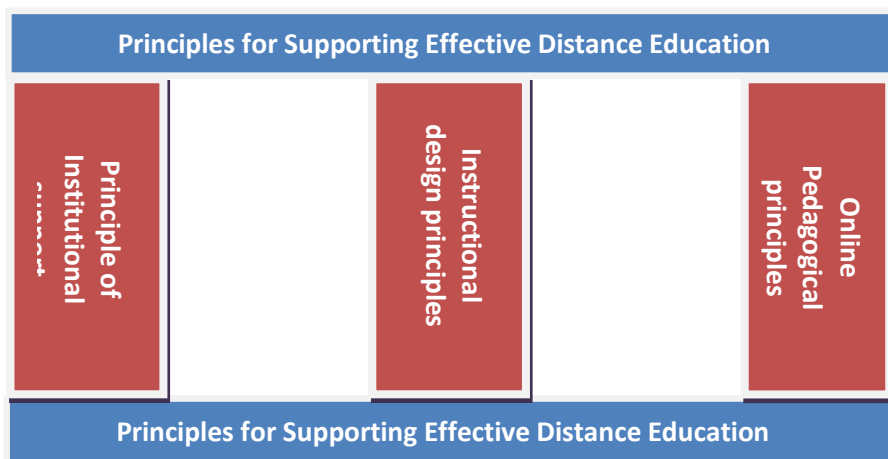 Principles for Supporting Effective Distance Education
Principle of
Institutional
support
Instructional
design principles
Online
Pedagogical
principles
Principles for Supporting Effective Distance Education